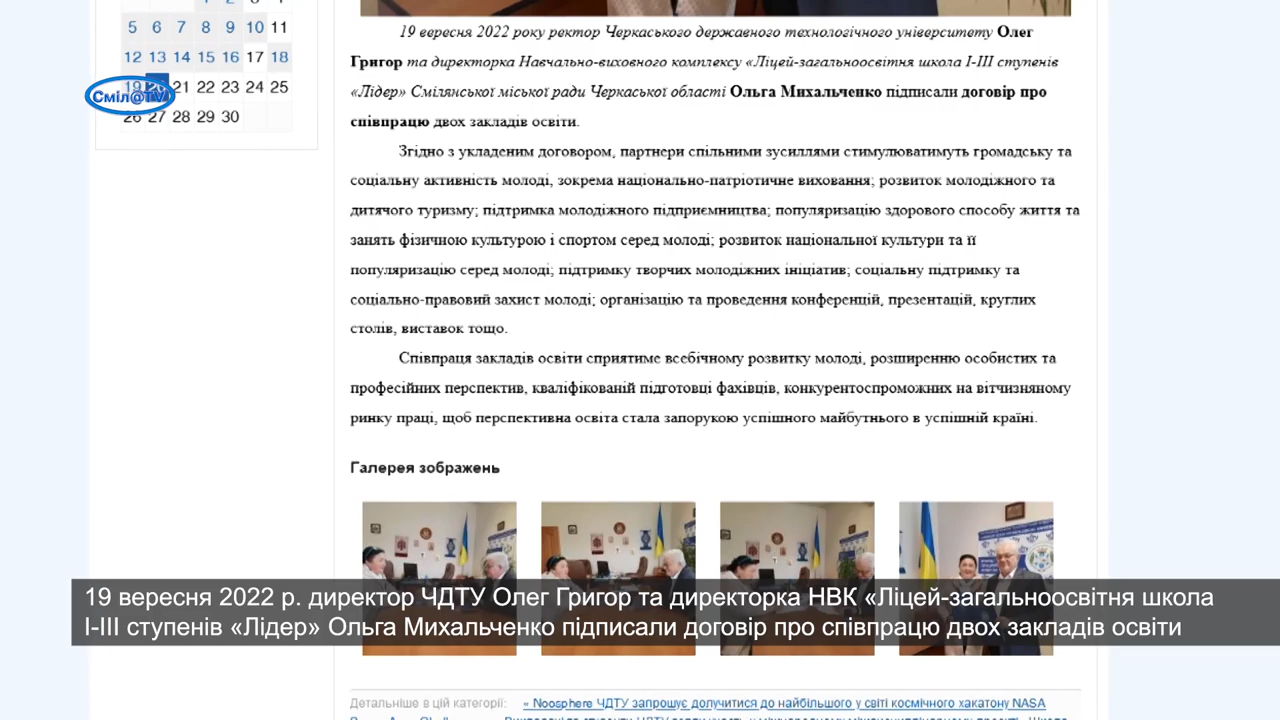 1 2 3 4
5 6 7 8 9 10 11
12 13 14 15 16 17 18
19 20 21 22 23 24 25
26 27 28 29 30
Сміл@TV
19 вересня 2022 року ректор Черкаського державного технологічного університету Олег
Григор та директорка Навчально-виховного комплексу «Ліцей-загальноосвітня школа І-ІІІ ступенів
«Лідер» Смілянської міської ради Черкаської області Ольга Михальченко підписали договір про
співпрацю двох закладів освіти.
Згідно з укладеним договором, партнери спільними зусиллями стимулюватимуть громадську та
соціальну активність молоді, зокрема національно-патріотичне виховання; розвиток молодіжного та
дитячого туризму; підтримка молодіжного підприємництва; популяризацію здорового способу життя та
занять фізичною культурою і спортом серед молоді; розвиток національної культури та її
популяризацію серед молоді; підтримку творчих молодіжних ініціатив; соціальну підтримку та
соціально-правовий захист молоді; організацію та проведення конференцій, презентацій, круглих
столів, виставок тощо.
Співпраця закладів освіти сприятиме всебічному розвитку молоді, розширенню особистих та
професійних перспектив, кваліфікованій підготовці фахівців, конкурентоспроможних на вітчизняному
ринку праці, щоб перспективна освіта стала запорукою успішного майбутнього в успішній країні.
Галерея зображень
19 вересня 2022 р. директор ЧДТУ Олег Григор та директорка НВК «Ліцей-загальноосвітня школа
І-ІІІ ступенів «Лідер» Ольга Михальченко підписали договір про співпрацю двох закладів освіти
Детальніше в цій категорії: « Noosphere ЧДТУ запрошує долучитися до найбільшого у світі космічного хакатону NASA